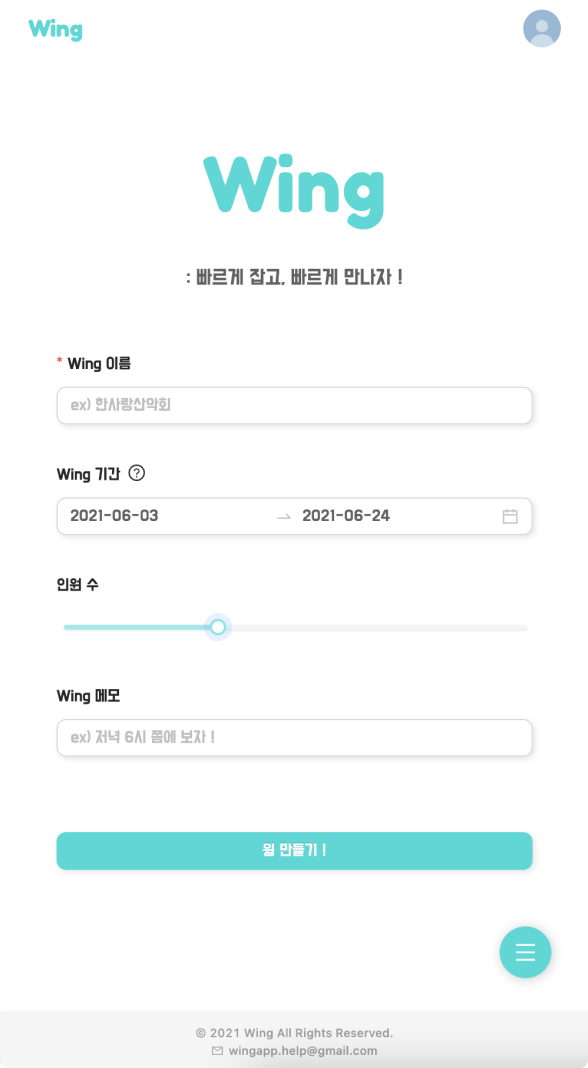 Wing
Wing
: 빠르게 잡고, 빠르게 만나자 !
* Wing 이름
ex) 한사랑산악회
Wing 기간 ?
2021-06-03 → 2021-06-24
인원 수
Wing 메모
ex) 저녁 6시 쯤에 보자 !
윙 만들기 !
© 2021 Wing All Rights Reserved.
wingapp.help@gmail.com